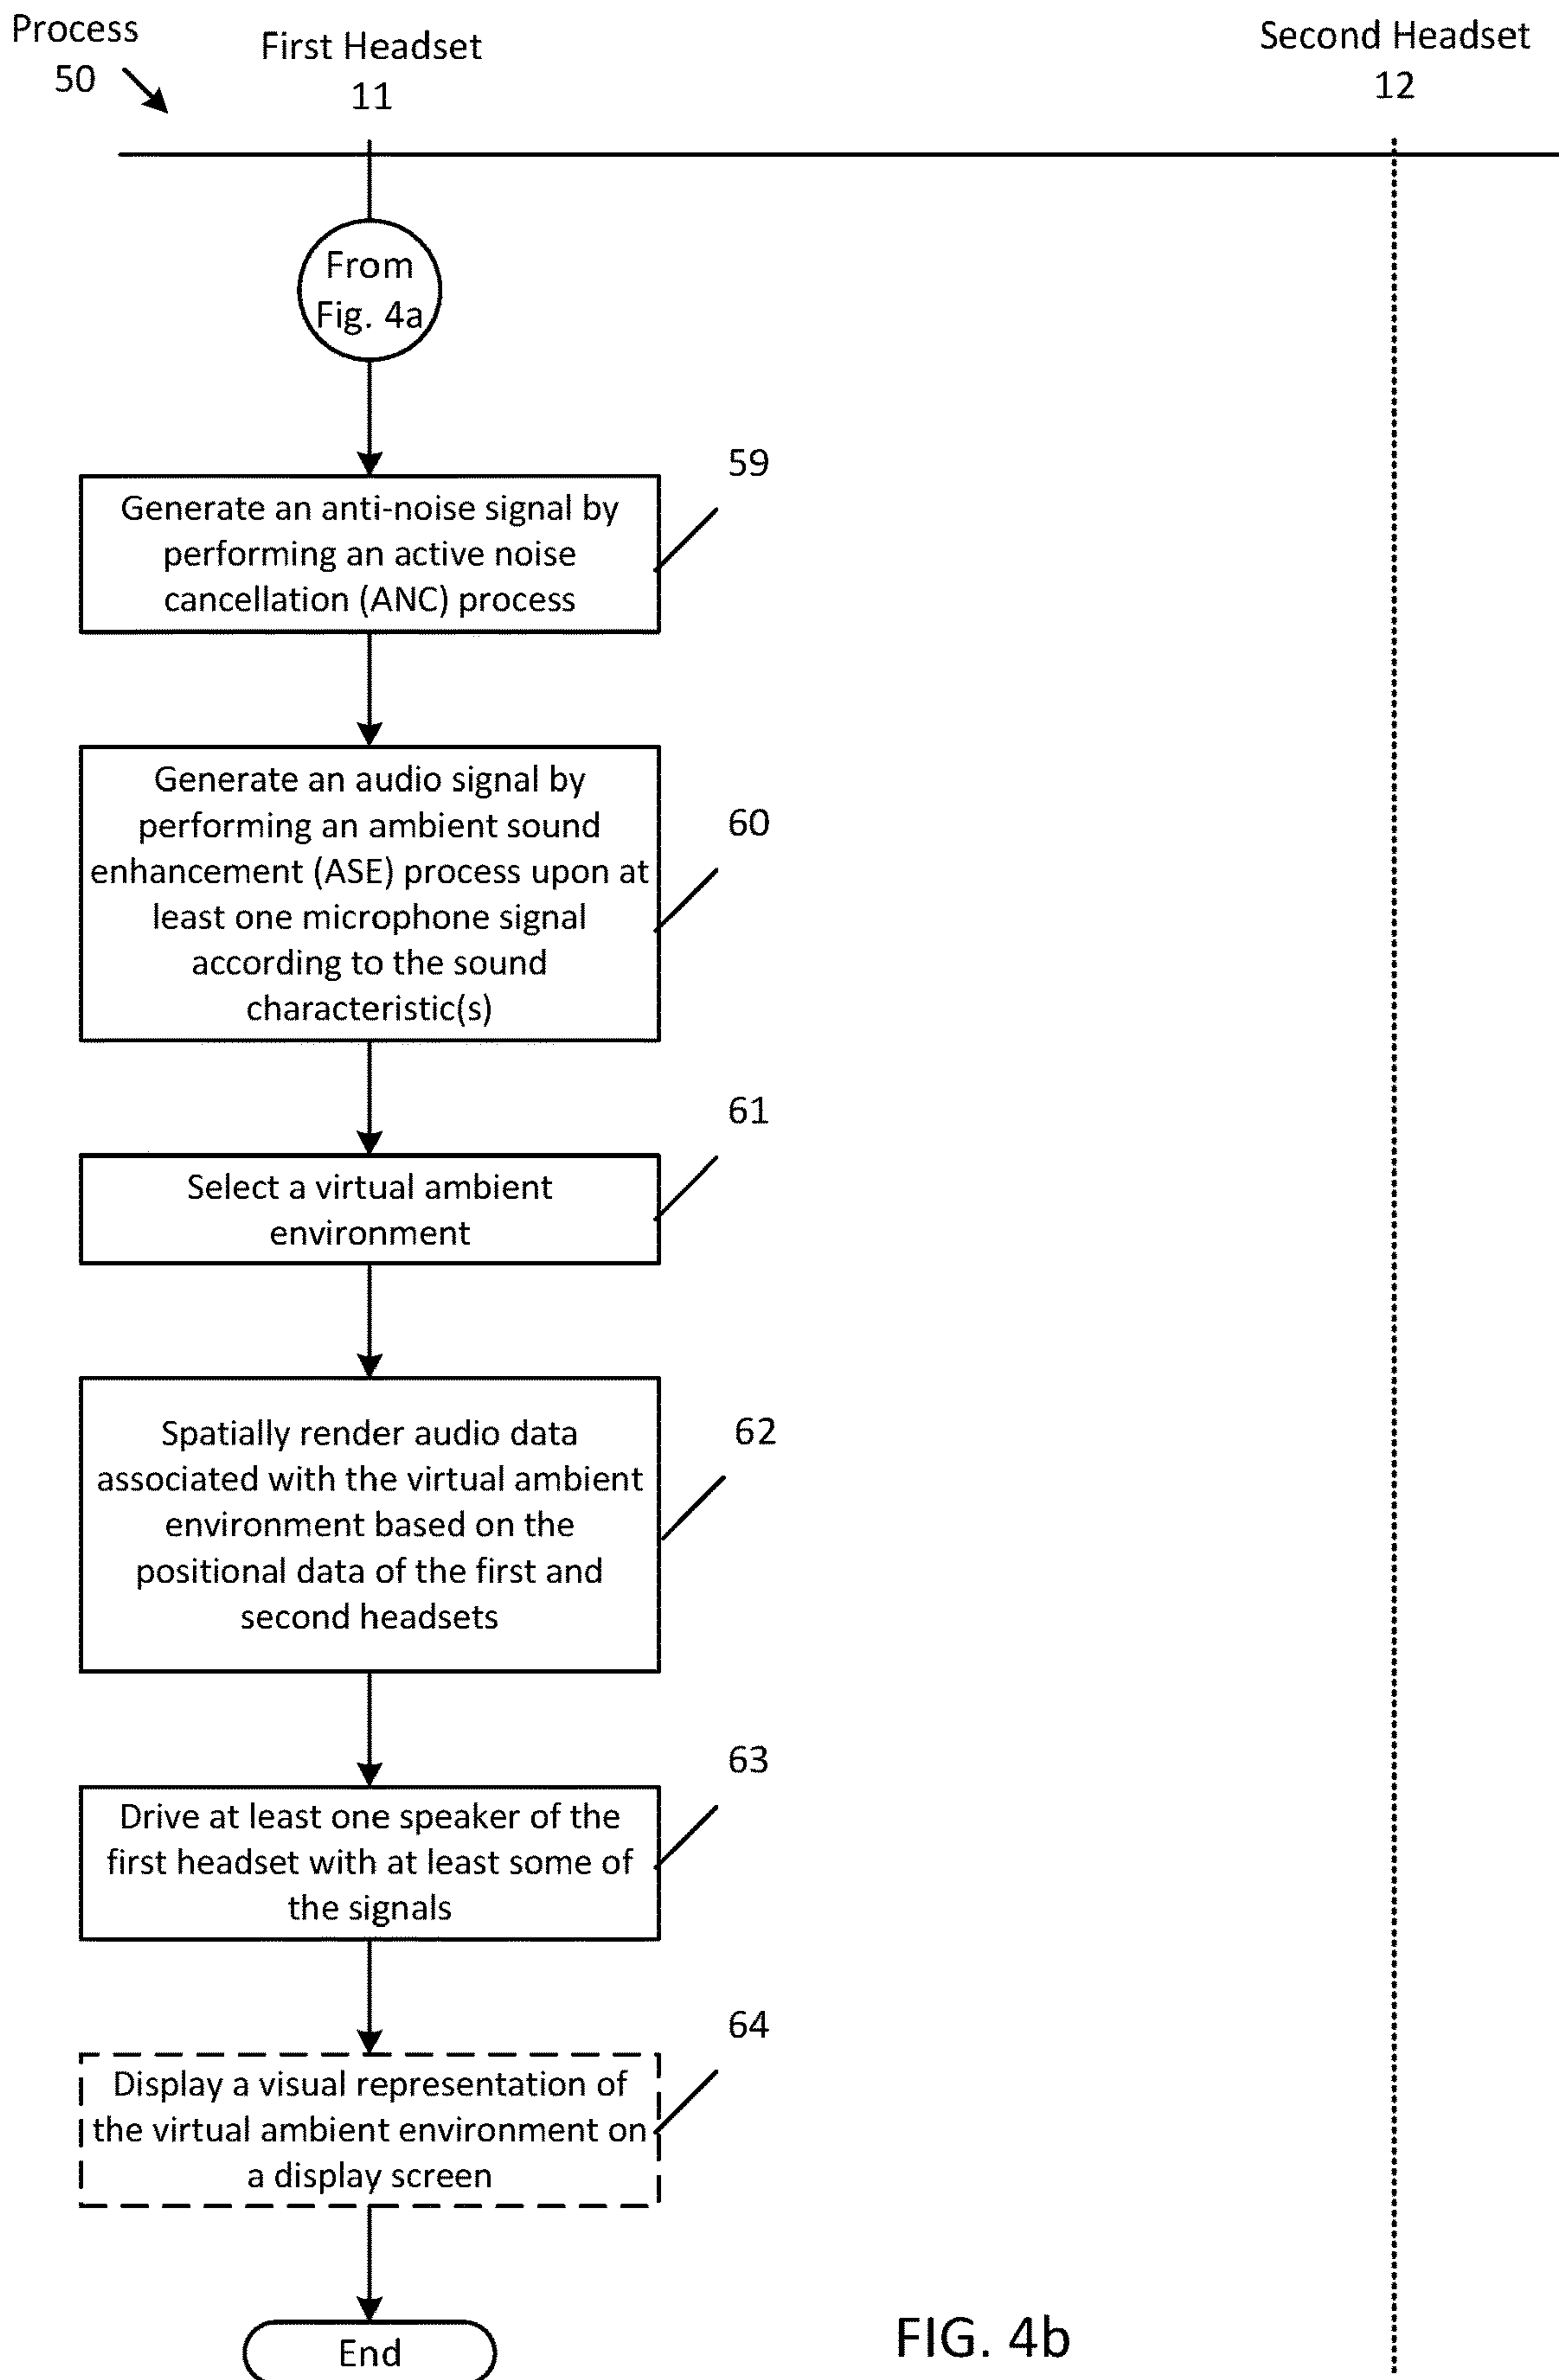 Process
50
First Headset
11
Second Headset
12
From
Fig. 4a
59
Generate an anti-noise signal by
performing an active noise
cancellation (ANC) process
60
Generate an audio signal by
performing an ambient sound
enhancement (ASE) process upon at
least one microphone signal
according to the sound
characteristic(s)
61
Select a virtual ambient
environment
62
Spatially render audio data
associated with the virtual ambient
environment based on the
positional data of the first and
second headsets
63
Drive at least one speaker of the
first headset with at least some of
the signals
64
Display a visual representation of
the virtual ambient environment on
a display screen
End
FIG. 4b